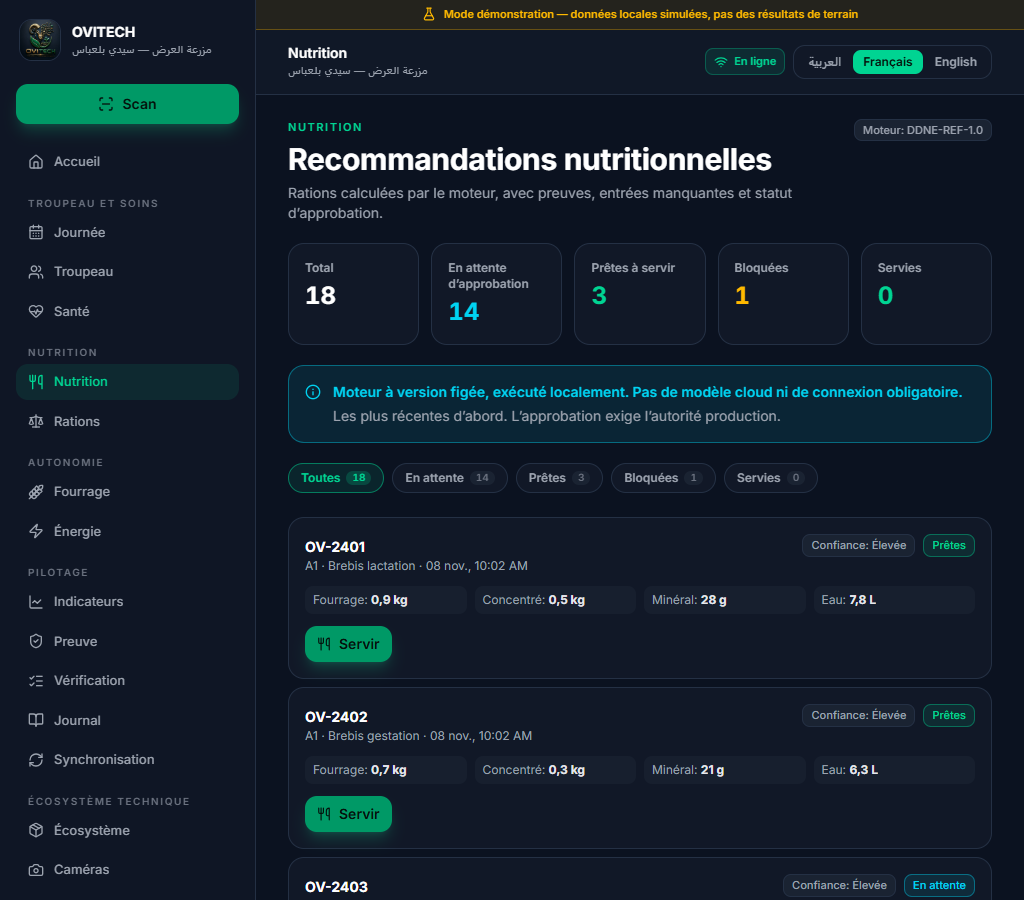 OVITECH
مزرعة العرض — سيدي بلعباس
Scan
Accueil
TROUPEAU ET SOINS
Journée
Troupeau
Santé
NUTRITION
Nutrition
Rations
AUTONOMIE
Fourrage
Énergie
PILOTAGE
Indicateurs
Preuve
Vérification
Journal
Synchronisation
ÉCOSYSTÈME TECHNIQUE
Écosystème
Caméras
Mode démonstration — données locales simulées, pas des résultats de terrain
Nutrition
مزرعة العرض — سيدي بلعباس
En ligne
العربية
Français
English
NUTRITION
Moteur: DDNE-REF-1.0
Recommandations nutritionnelles
Rations calculées par le moteur, avec preuves, entrées manquantes et statut
d’approbation.
Total
18
En attente
d’approbation
14
Prêtes à servir
3
Bloquées
1
Servies
0
Moteur à version figée, exécuté localement. Pas de modèle cloud ni de connexion obligatoire.
Les plus récentes d’abord. L’approbation exige l’autorité production.
Toutes 18
En attente 14
Prêtes 3
Bloquées 1
Servies 0
OV-2401
Confiance: Élevée
Prêtes
A1 · Brebis lactation · 08 nov., 10:02 AM
Fourrage: 0,9 kg
Concentré: 0,5 kg
Minéral: 28 g
Eau: 7,8 L
Servir
OV-2402
Confiance: Élevée
Prêtes
A1 · Brebis gestation · 08 nov., 10:02 AM
Fourrage: 0,7 kg
Concentré: 0,3 kg
Minéral: 21 g
Eau: 6,3 L
Servir
OV-2403
Confiance: Élevée
En attente